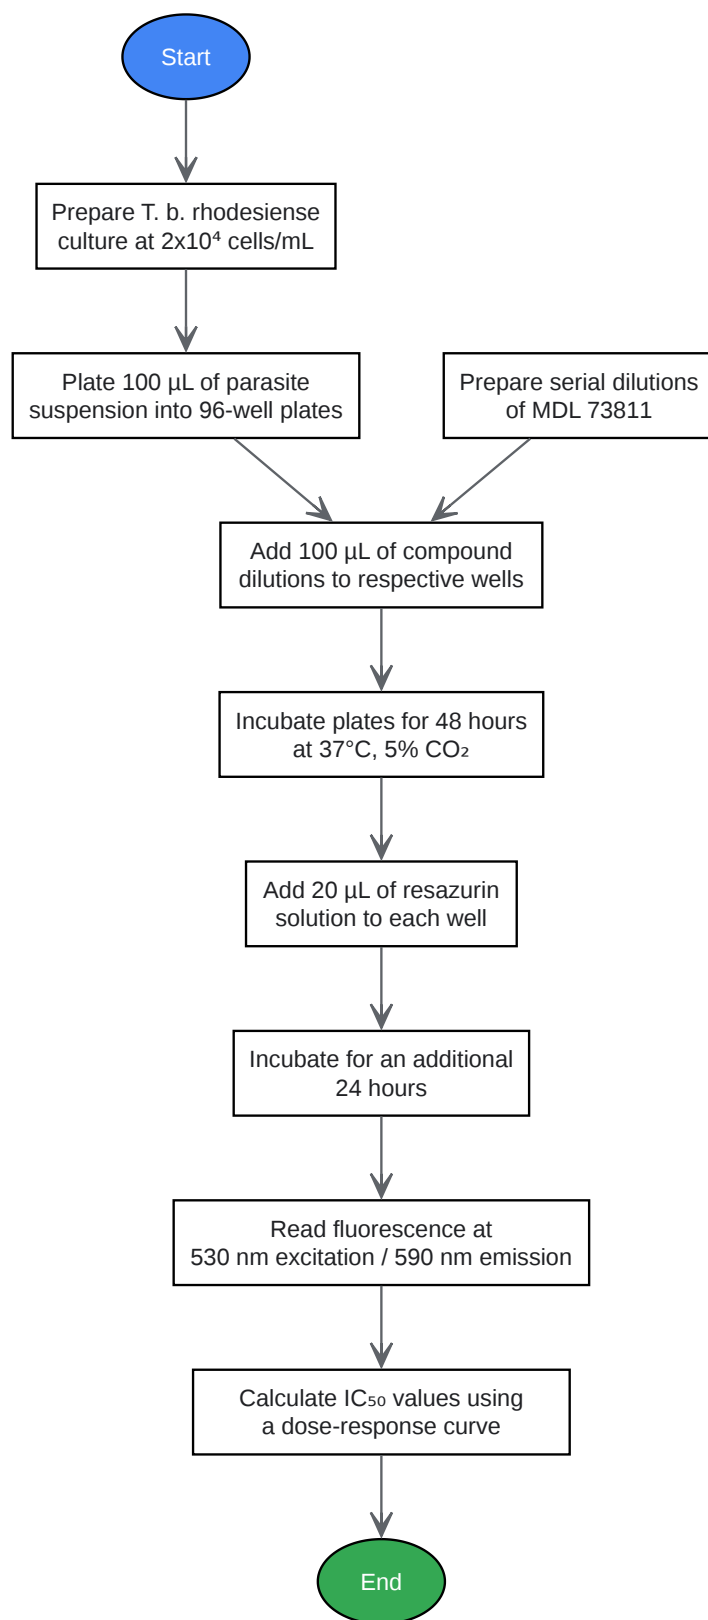 Start
Prepare T. b. rhodesiense
culture at 2x10⁴ cells/mL
Plate 100 µL of parasite
suspension into 96-well plates
Prepare serial dilutions
of MDL 73811
Add 100 µL of compound
dilutions to respective wells
Incubate plates for 48 hours
at 37°C, 5% CO₂
Add 20 µL of resazurin
solution to each well
Incubate for an additional
24 hours
Read fluorescence at
530 nm excitation / 590 nm emission
Calculate IC₅₀ values using
a dose-response curve
End